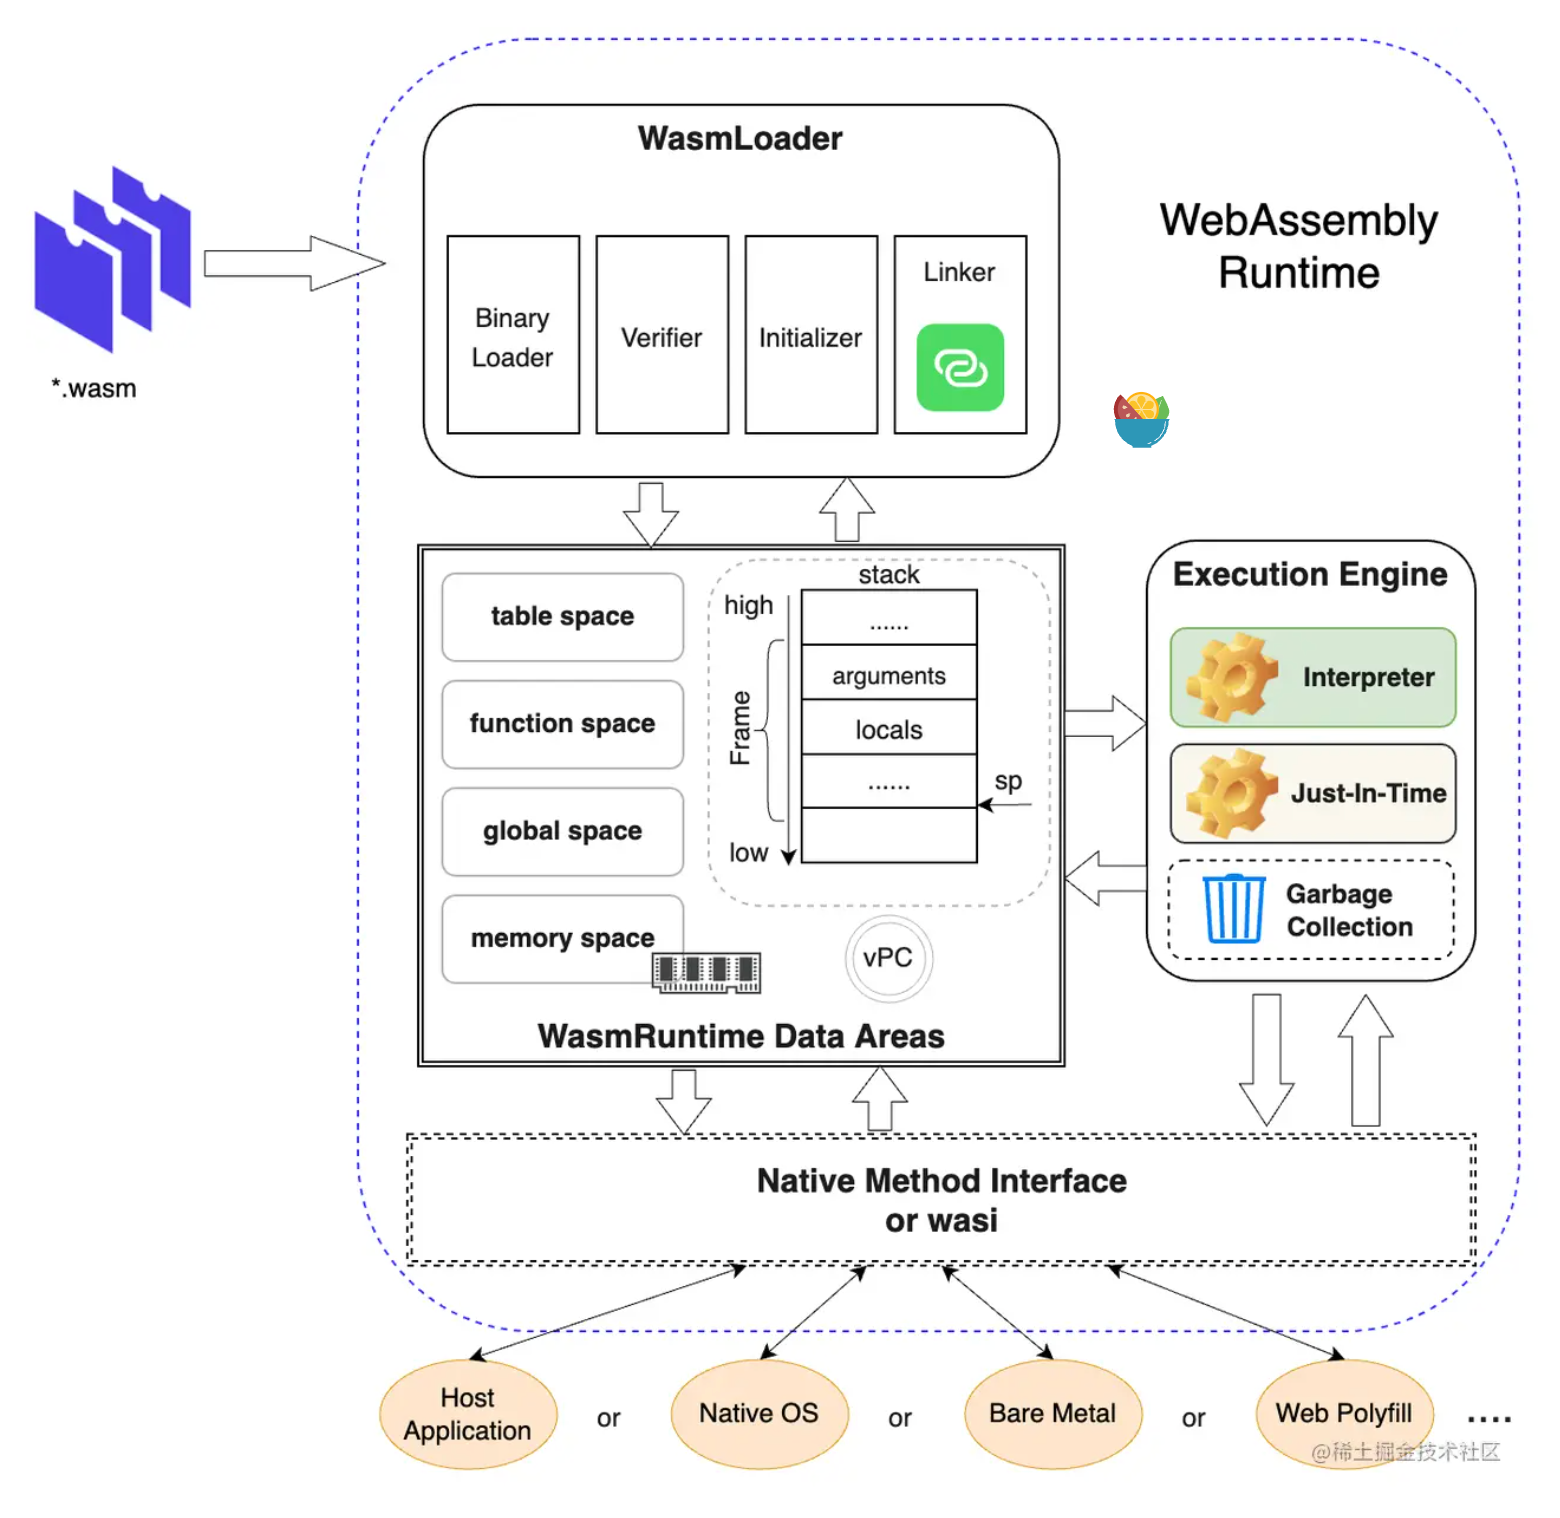 WasmLoader
WebAssembly
Runtime
*.wasm
Binary
Loader
Verifier
Initializer
Linker
table space
function space
global space
memory space
stack
high
......
arguments
locals
......
Frame
sp
low
vPC
WasmRuntime Data Areas
Execution Engine
Interpreter
Just-In-Time
Garbage
Collection
Native Method Interface
or wasi
Host
Application
or
Native OS
or
Bare Metal
or
Web Polyfill
....
@稀土掘金技术社区